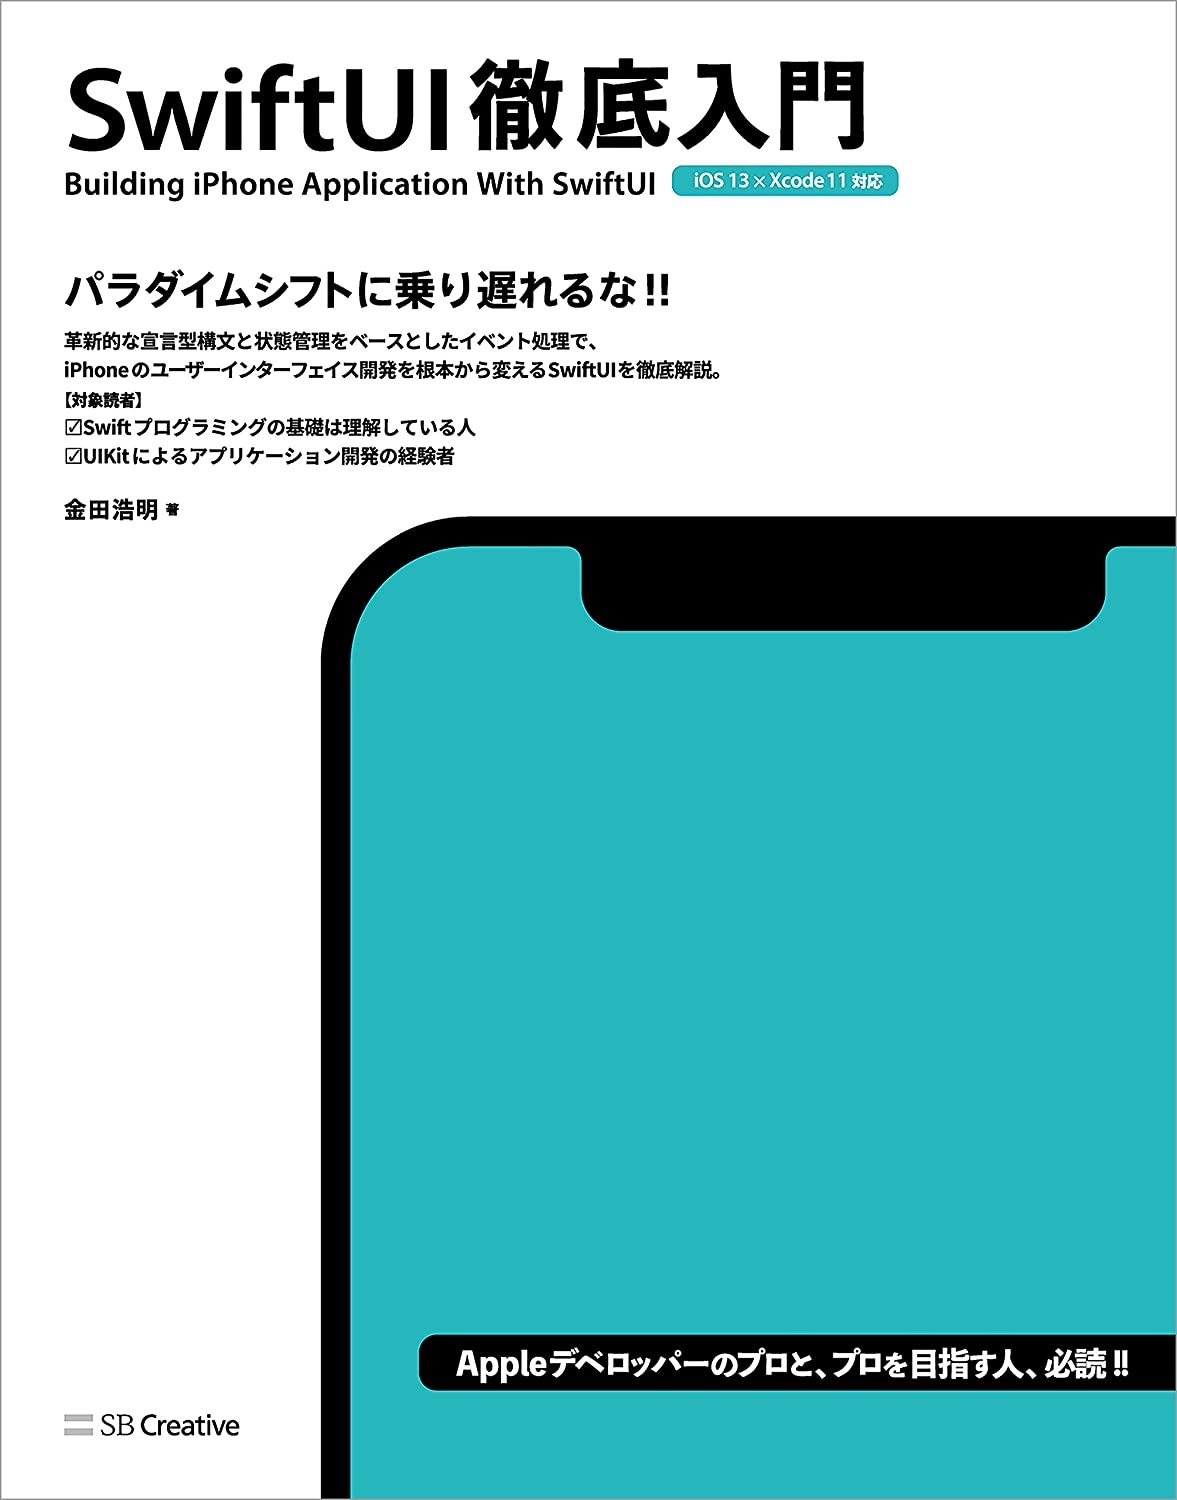 SwiftUI 徹底入門
Building iPhone Application With SwiftUI iOS 13×Xcode11 対応
パラダイムシフトに乗り遅れるな!!
革新的な宣言型構文と状態管理をベースとしたイベント処理で、
iPhoneのユーザーインターフェイス開発を根本から変えるSwiftUIを徹底解説。
【対象読者】
☑Swiftプログラミングの基礎は理解している人
☑UIKitによるアプリケーション開発の経験者
金田浩明 著
Appleデベロッパーのプロと、プロを目指す人、必読!!
SB Creative